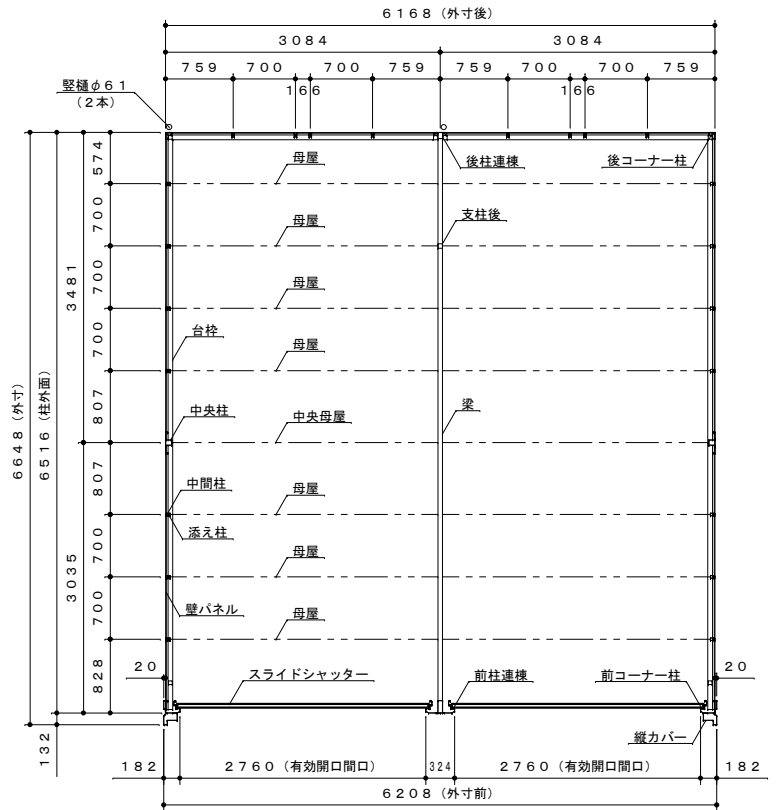 ６１６８（外寸後）
３０８４ ３０８４
７５９ ７００ ７００ ７５９ ７５９ ７００ ７００ ７５９
１６６ １６６
竪樋φ６１
（２本）
６６４８（外寸）
６５１６（柱外面）
１３２
３４８１
３０３５
５７４
７００
７００
７００
８０７
８０７
７００
７００
８２８
母屋
後柱連棟
後コーナー柱
母屋
支柱後
母屋
台枠
母屋
中央柱
中央母屋
梁
中間柱
母屋
添え柱
母屋
壁パネル
母屋
２０
スライドシャッター
前柱連棟
前コーナー柱
２０
縦カバー
１８２ ２７６０（有効開口間口） ３２４ ２７６０（有効開口間口） １８２
６２０８（外寸前）